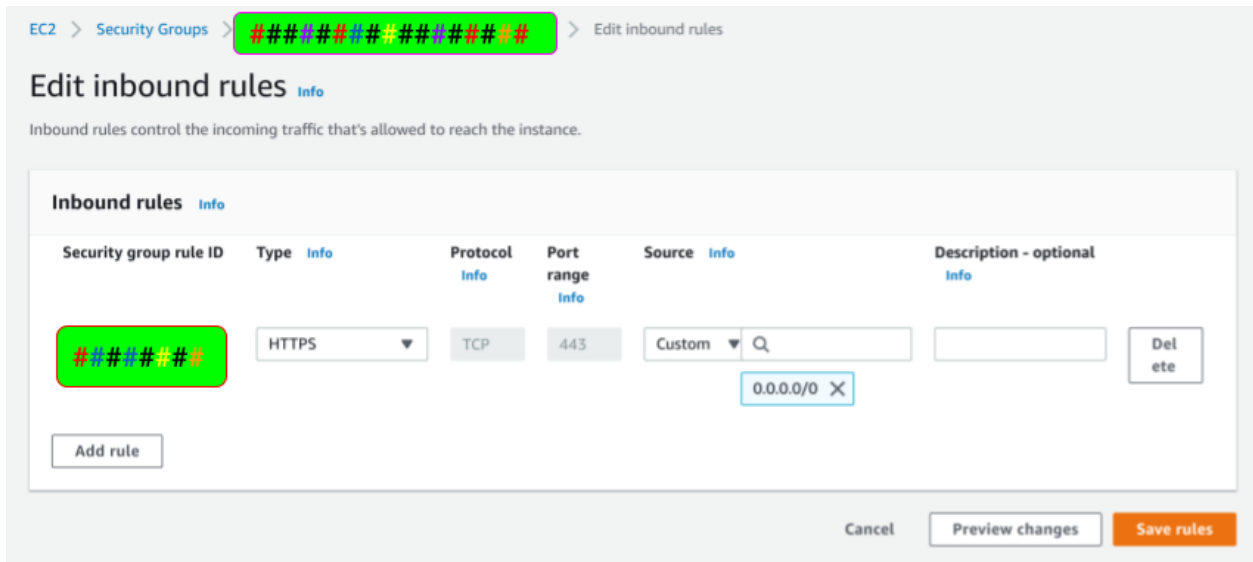 EC2 > Security Groups > ################# > Edit inbound rules
Edit inbound rules Info
Inbound rules control the incoming traffic that's allowed to reach the instance.
Inbound rules Info
Security group rule ID Type Info Protocol Info Port range Info Source Info Description - optional Info
######## HTTPS TCP 443 Custom Del ete
0.0.0.0/0
Add rule
Cancel Preview changes Save rules